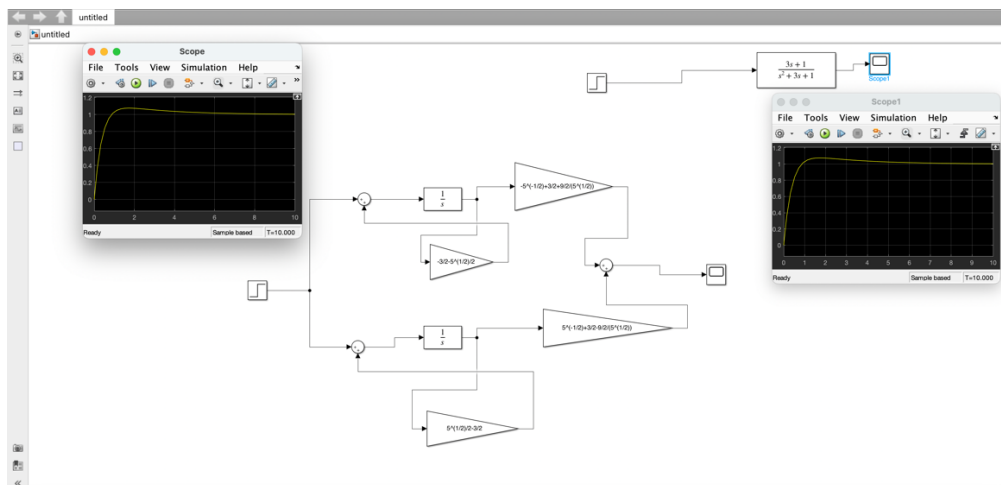 untitled
untitled
Scope
File Tools View Simulation Help
»
1.2
1
0.8
0.6
0.4
0.2
0
0 2 4 6 8 10
Ready Sample based T=10.000
3s + 1
s² + 3s + 1
Scope1
Scope1
File Tools View Simulation Help
1.2
1
0.8
0.6
0.4
0.2
0
0 1 2 3 4 5 6 7 8 9 10
Ready Sample based T=10.000
-5^(-1/2)+3/2+9/2/(5^(1/2))
1
s
-3/2-5^(1/2)/2
1
s
5^(-1/2)+3/2-9/2/(5^(1/2))
5^(1/2)/2-3/2